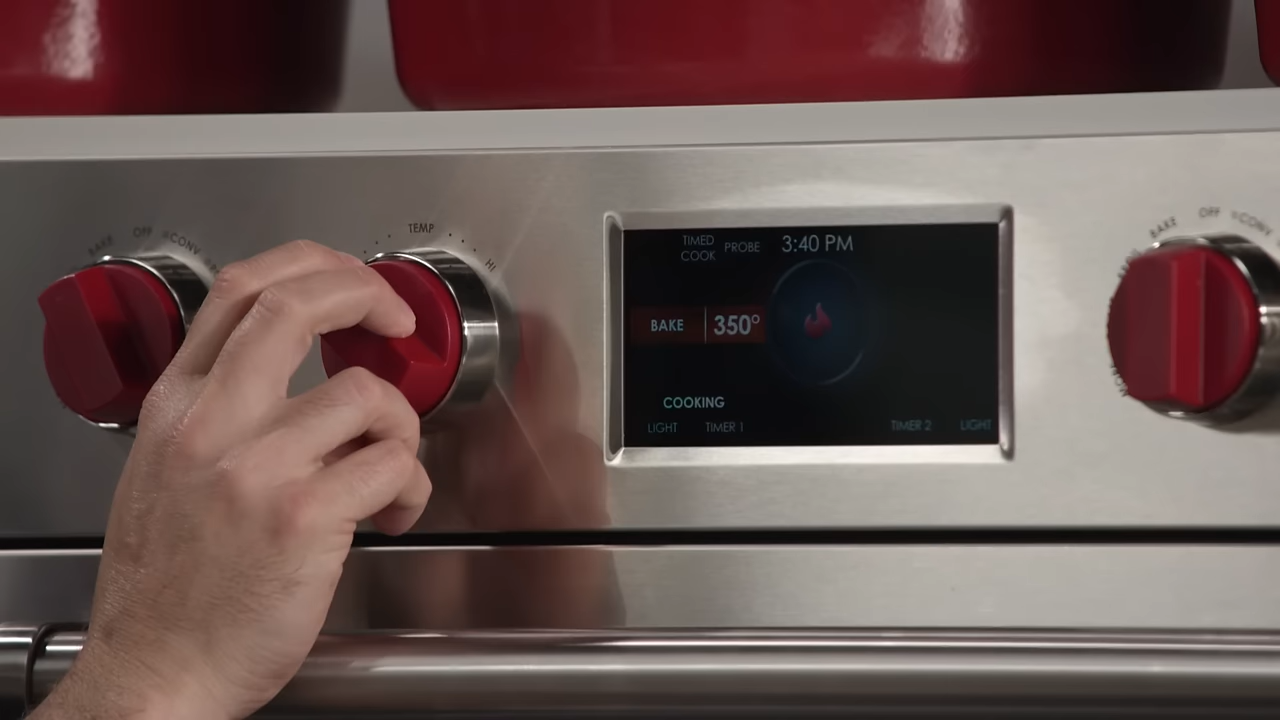 BAKE OFF CONV
TEMP
HI
TIMED COOK PROBE 3:40 PM
BAKE 350°
COOKING
LIGHT TIMER 1
TIMER 2 LIGHT
BAKE OFF CONV